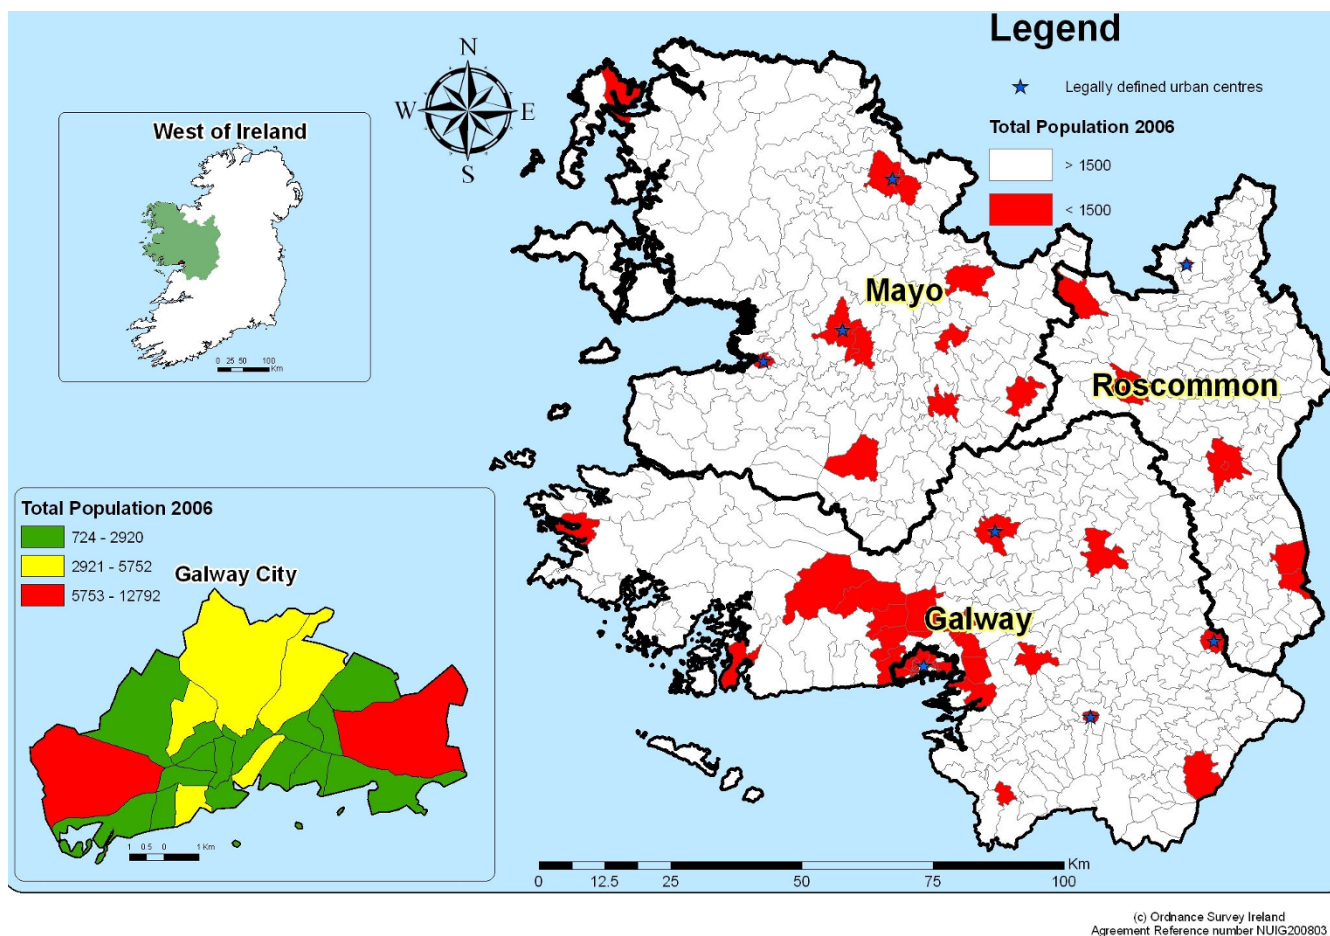 Legend
Legally defined urban centres
Total Population 2006
> 1500
< 1500
N
W E
S
West of Ireland
0 25 50 100
Km
Mayo
Roscommon
Galway
Total Population 2006
724 - 2920
2921 - 5752
5753 - 12792
Galway City
1 0.5 0 1 Km
Km
0 12.5 25 50 75 100
(c) Ordnance Survey Ireland
Agreement Reference number NUIG200803